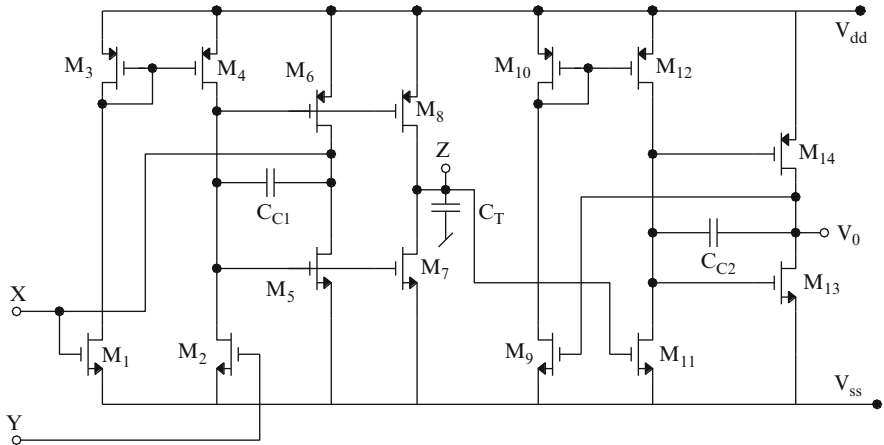 V_dd
M_3
M_4
M_6
M_10
M_12
M_8
Z
M_14
C_C1
C_T
V_0
C_C2
M_5
M_7
M_13
X
M_1
M_2
M_9
M_11
V_ss
Y